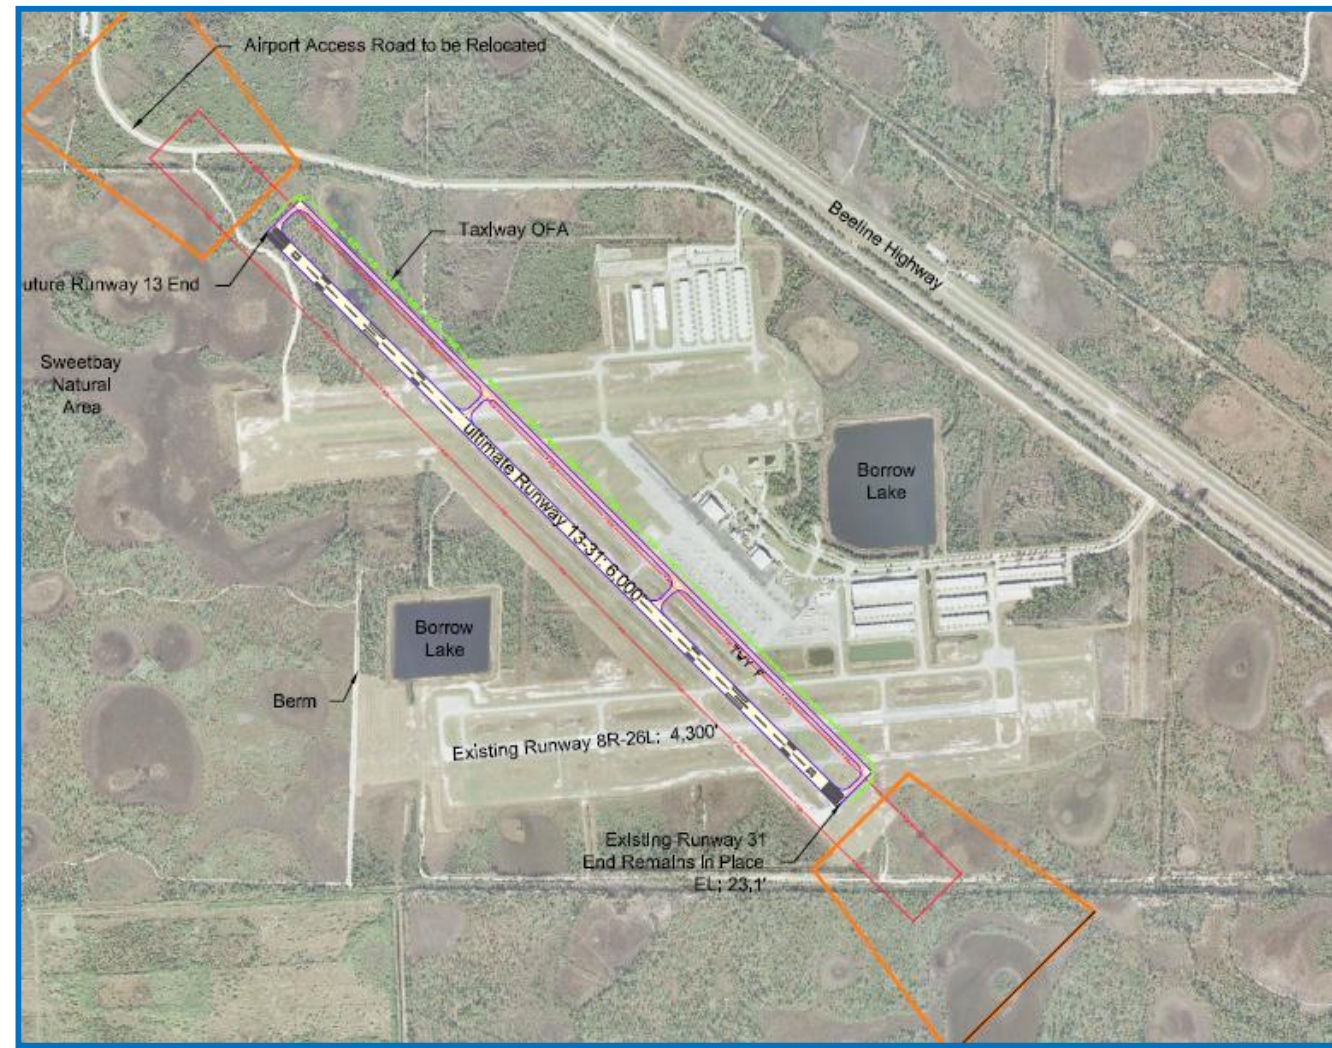 Airport Access Road to be Relocated
Taxiway OFA
Beeline Highway
uture Runway 13 End
Sweetbay
Natural
Area
ultimate Runway 13-31: 6,000'
Borrow
Lake
Borrow
Lake
TWY F
Berm
Existing Runway 8R-26L: 4,300'
Existing Runway 31
End Remains in Place
EL: 23.1'